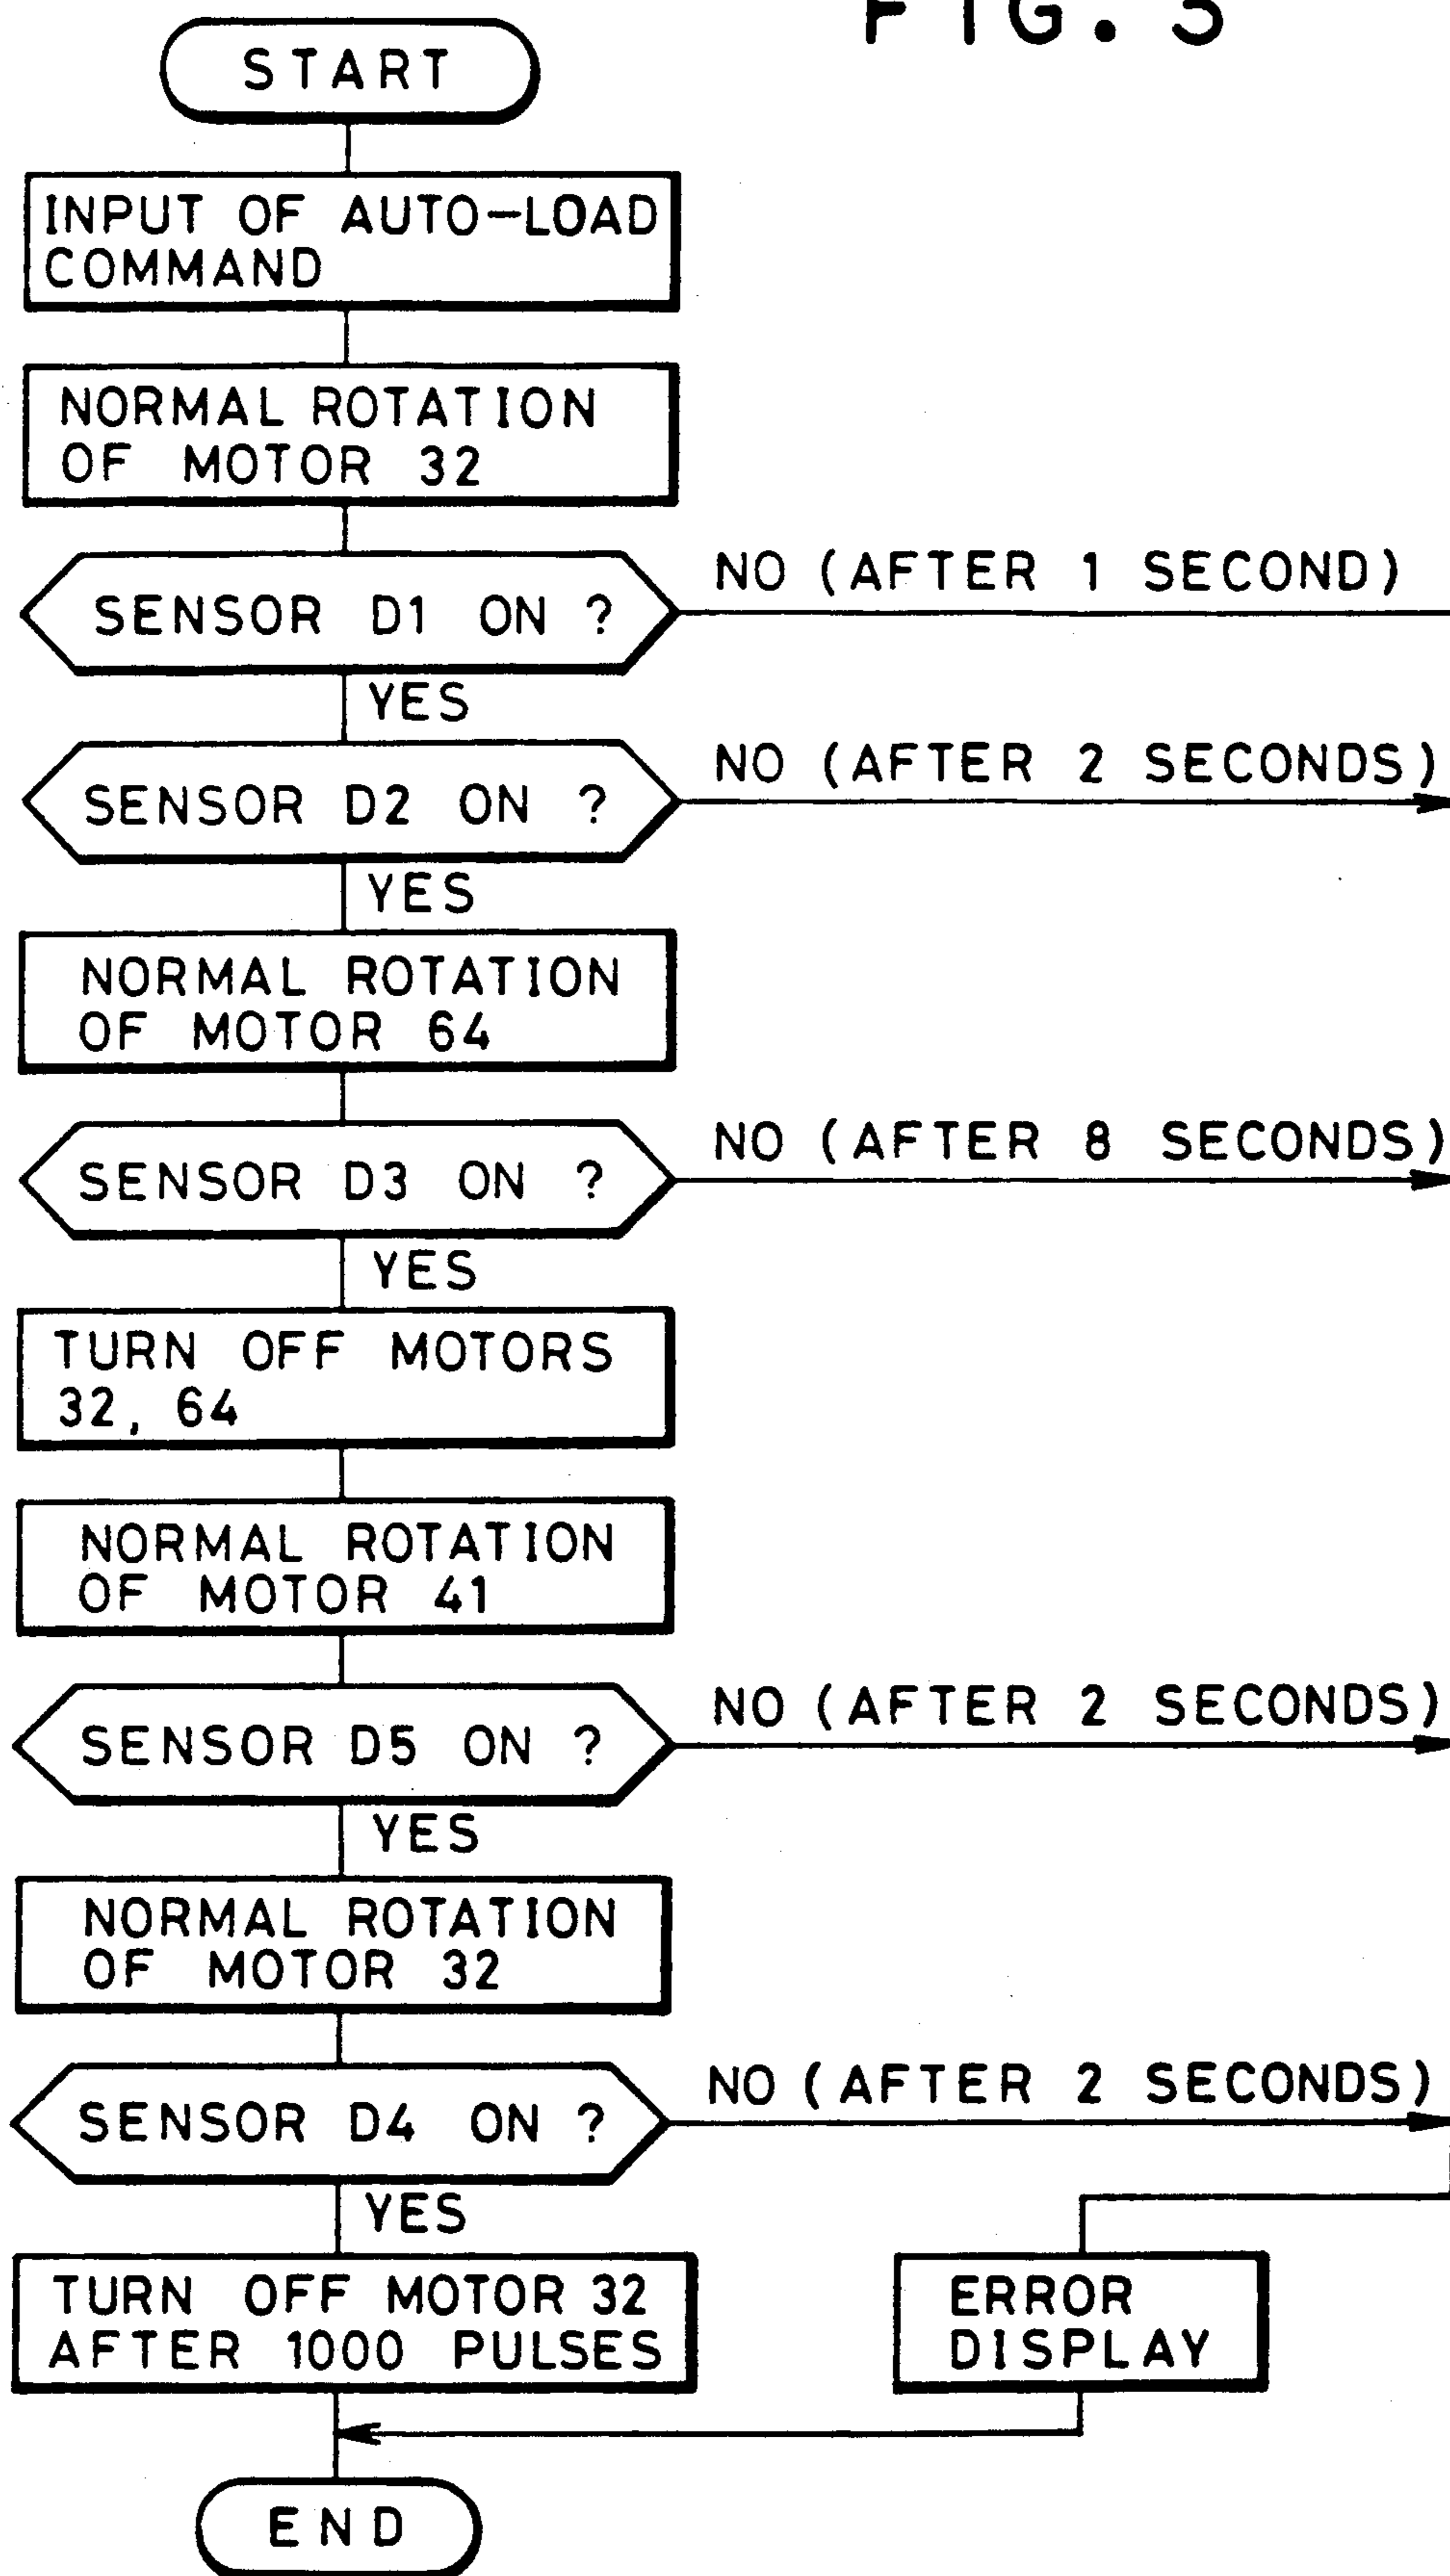 FIG. 3
START
INPUT OF AUTO-LOAD
COMMAND
NORMAL ROTATION
OF MOTOR 32
SENSOR D1 ON ?
NO (AFTER 1 SECOND)
YES
SENSOR D2 ON ?
NO (AFTER 2 SECONDS)
YES
NORMAL ROTATION
OF MOTOR 64
SENSOR D3 ON ?
NO (AFTER 8 SECONDS)
YES
TURN OFF MOTORS
32, 64
NORMAL ROTATION
OF MOTOR 41
SENSOR D5 ON ?
NO (AFTER 2 SECONDS)
YES
NORMAL ROTATION
OF MOTOR 32
SENSOR D4 ON ?
NO (AFTER 2 SECONDS)
YES
TURN OFF MOTOR 32
AFTER 1000 PULSES
ERROR
DISPLAY
END